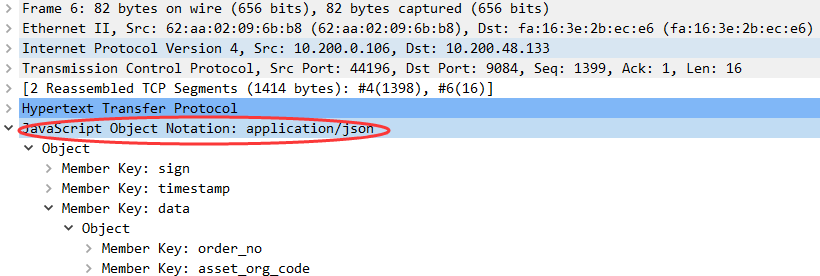 Frame 6: 82 bytes on wire (656 bits), 82 bytes captured (656 bits)
Ethernet II, Src: 62:aa:02:09:6b:b8 (62:aa:02:09:6b:b8), Dst: fa:16:3e:2b:ec:e6 (fa:16:3e:2b:ec:e6)
Internet Protocol Version 4, Src: 10.200.0.106, Dst: 10.200.48.133
Transmission Control Protocol, Src Port: 44196, Dst Port: 9084, Seq: 1399, Ack: 1, Len: 16
[2 Reassembled TCP Segments (1414 bytes): #4(1398), #6(16)]
Hypertext Transfer Protocol
JavaScript Object Notation: application/json
Object
Member Key: sign
Member Key: timestamp
Member Key: data
Object
Member Key: order_no
Member Key: asset_org_code